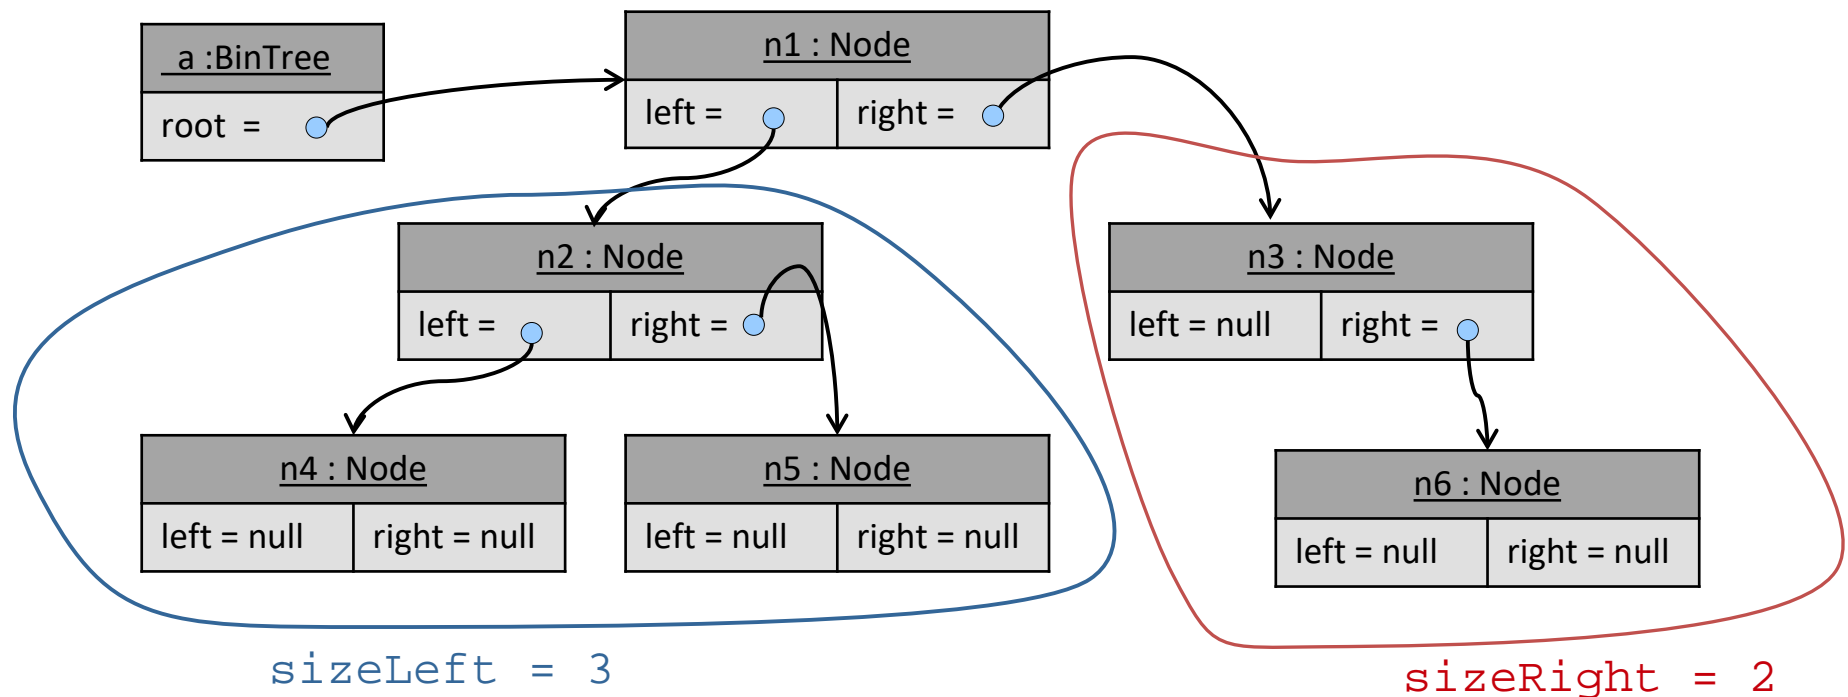 a :BinTree
root =
n1 : Node
left =
right =
n2 : Node
left =
right =
n3 : Node
left = null
right =
n4 : Node
left = null
right = null
n5 : Node
left = null
right = null
n6 : Node
left = null
right = null
sizeLeft = 3
sizeRight = 2